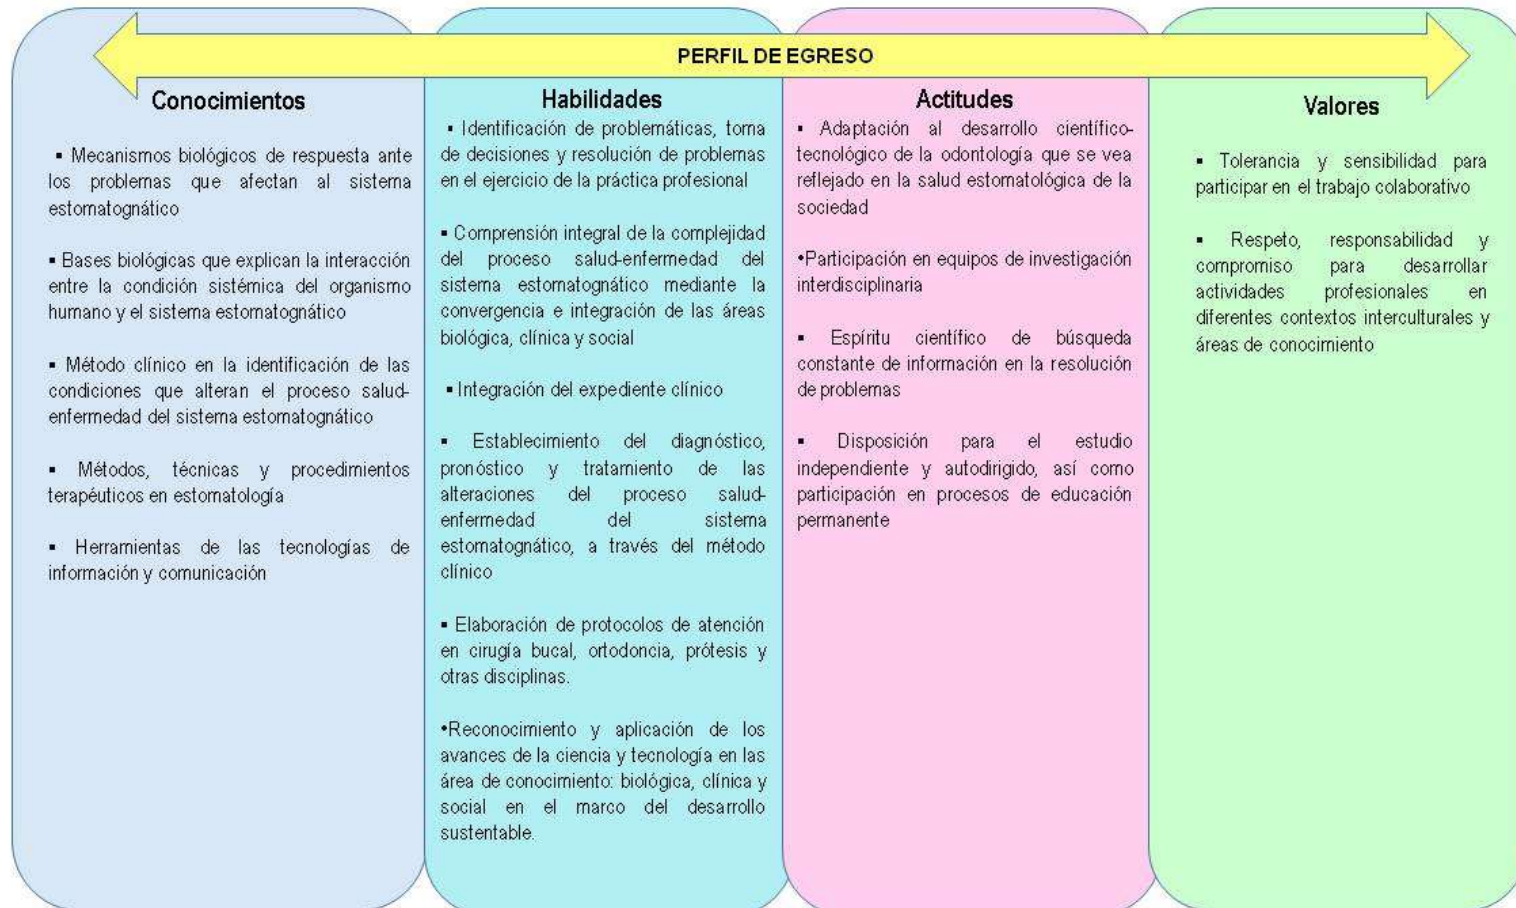 PERFIL DE EGRESO
Conocimientos
▪ Mecanismos biológicos de respuesta ante
los problemas que afectan al sistema
estomatognático
▪ Bases biológicas que explican la interacción
entre la condición sistémica del organismo
humano y el sistema estomatognático
▪ Método clínico en la identificación de las
condiciones que alteran el proceso salud-
enfermedad del sistema estomatognático
▪ Métodos, técnicas y procedimientos
terapéuticos en estomatología
▪ Herramientas de las tecnologías de
información y comunicación
Habilidades
▪ Identificación de problemáticas, toma
de decisiones y resolución de problemas
en el ejercicio de la práctica profesional
▪ Comprensión integral de la complejidad
del proceso salud-enfermedad del
sistema estomatognático mediante la
convergencia e integración de las áreas
biológica, clínica y social
▪ Integración del expediente clínico
▪ Establecimiento del diagnóstico,
pronóstico y tratamiento de las
alteraciones del proceso salud-
enfermedad del sistema
estomatognático, a través del método
clínico
▪ Elaboración de protocolos de atención
en cirugía bucal, ortodoncia, prótesis y
otras disciplinas.
•Reconocimiento y aplicación de los
avances de la ciencia y tecnología en las
área de conocimiento: biológica, clínica y
social en el marco del desarrollo
sustentable.
Actitudes
▪ Adaptación al desarrollo científico-
tecnológico de la odontología que se vea
reflejado en la salud estomatológica de la
sociedad
•Participación en equipos de investigación
interdisciplinaria
▪ Espíritu científico de búsqueda
constante de información en la resolución
de problemas
▪ Disposición para el estudio
independiente y autodirigido, así como
participación en procesos de educación
permanente
Valores
▪ Tolerancia y sensibilidad para
participar en el trabajo colaborativo
▪ Respeto, responsabilidad y
compromiso para desarrollar
actividades profesionales en
diferentes contextos interculturales y
áreas de conocimiento